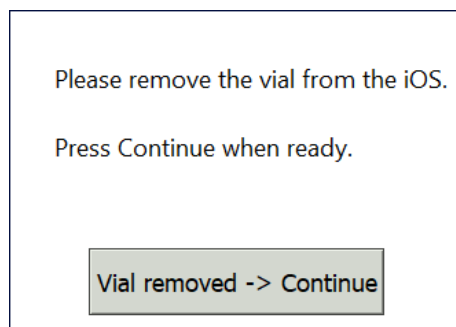 Please remove the vial from the iOS.
Press Continue when ready.
Vial removed -> Continue